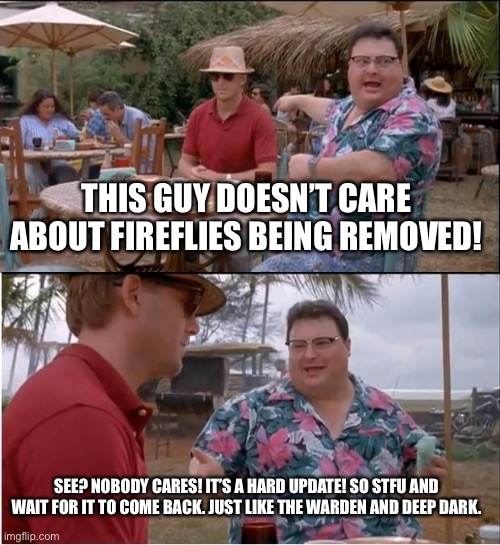 THIS GUY DOESN'T CARE
ABOUT FIREFLIES BEING REMOVED!
SEE? NOBODY CARES! IT'S A HARD UPDATE! SO STFU AND
WAIT FOR IT TO COME BACK. JUST LIKE THE WARDEN AND DEEP DARK.
imgflip.com